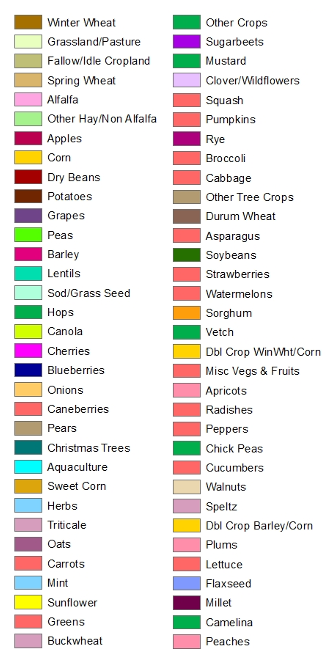 Winter Wheat
Grassland/Pasture
Fallow/Idle Cropland
Spring Wheat
Alfalfa
Other Hay/Non Alfalfa
Apples
Corn
Dry Beans
Potatoes
Grapes
Peas
Barley
Lentils
Sod/Grass Seed
Hops
Canola
Cherries
Blueberries
Onions
Caneberries
Pears
Christmas Trees
Aquaculture
Sweet Corn
Herbs
Triticale
Oats
Carrots
Mint
Sunflower
Greens
Buckwheat
Other Crops
Sugarbeets
Mustard
Clover/Wildflowers
Squash
Pumpkins
Rye
Broccoli
Cabbage
Other Tree Crops
Durum Wheat
Asparagus
Soybeans
Strawberries
Watermelons
Sorghum
Vetch
Dbl Crop WinWht/Corn
Misc Vegs & Fruits
Apricots
Radishes
Peppers
Chick Peas
Cucumbers
Walnuts
Speltz
Dbl Crop Barley/Corn
Plums
Lettuce
Flaxseed
Millet
Camelina
Peaches